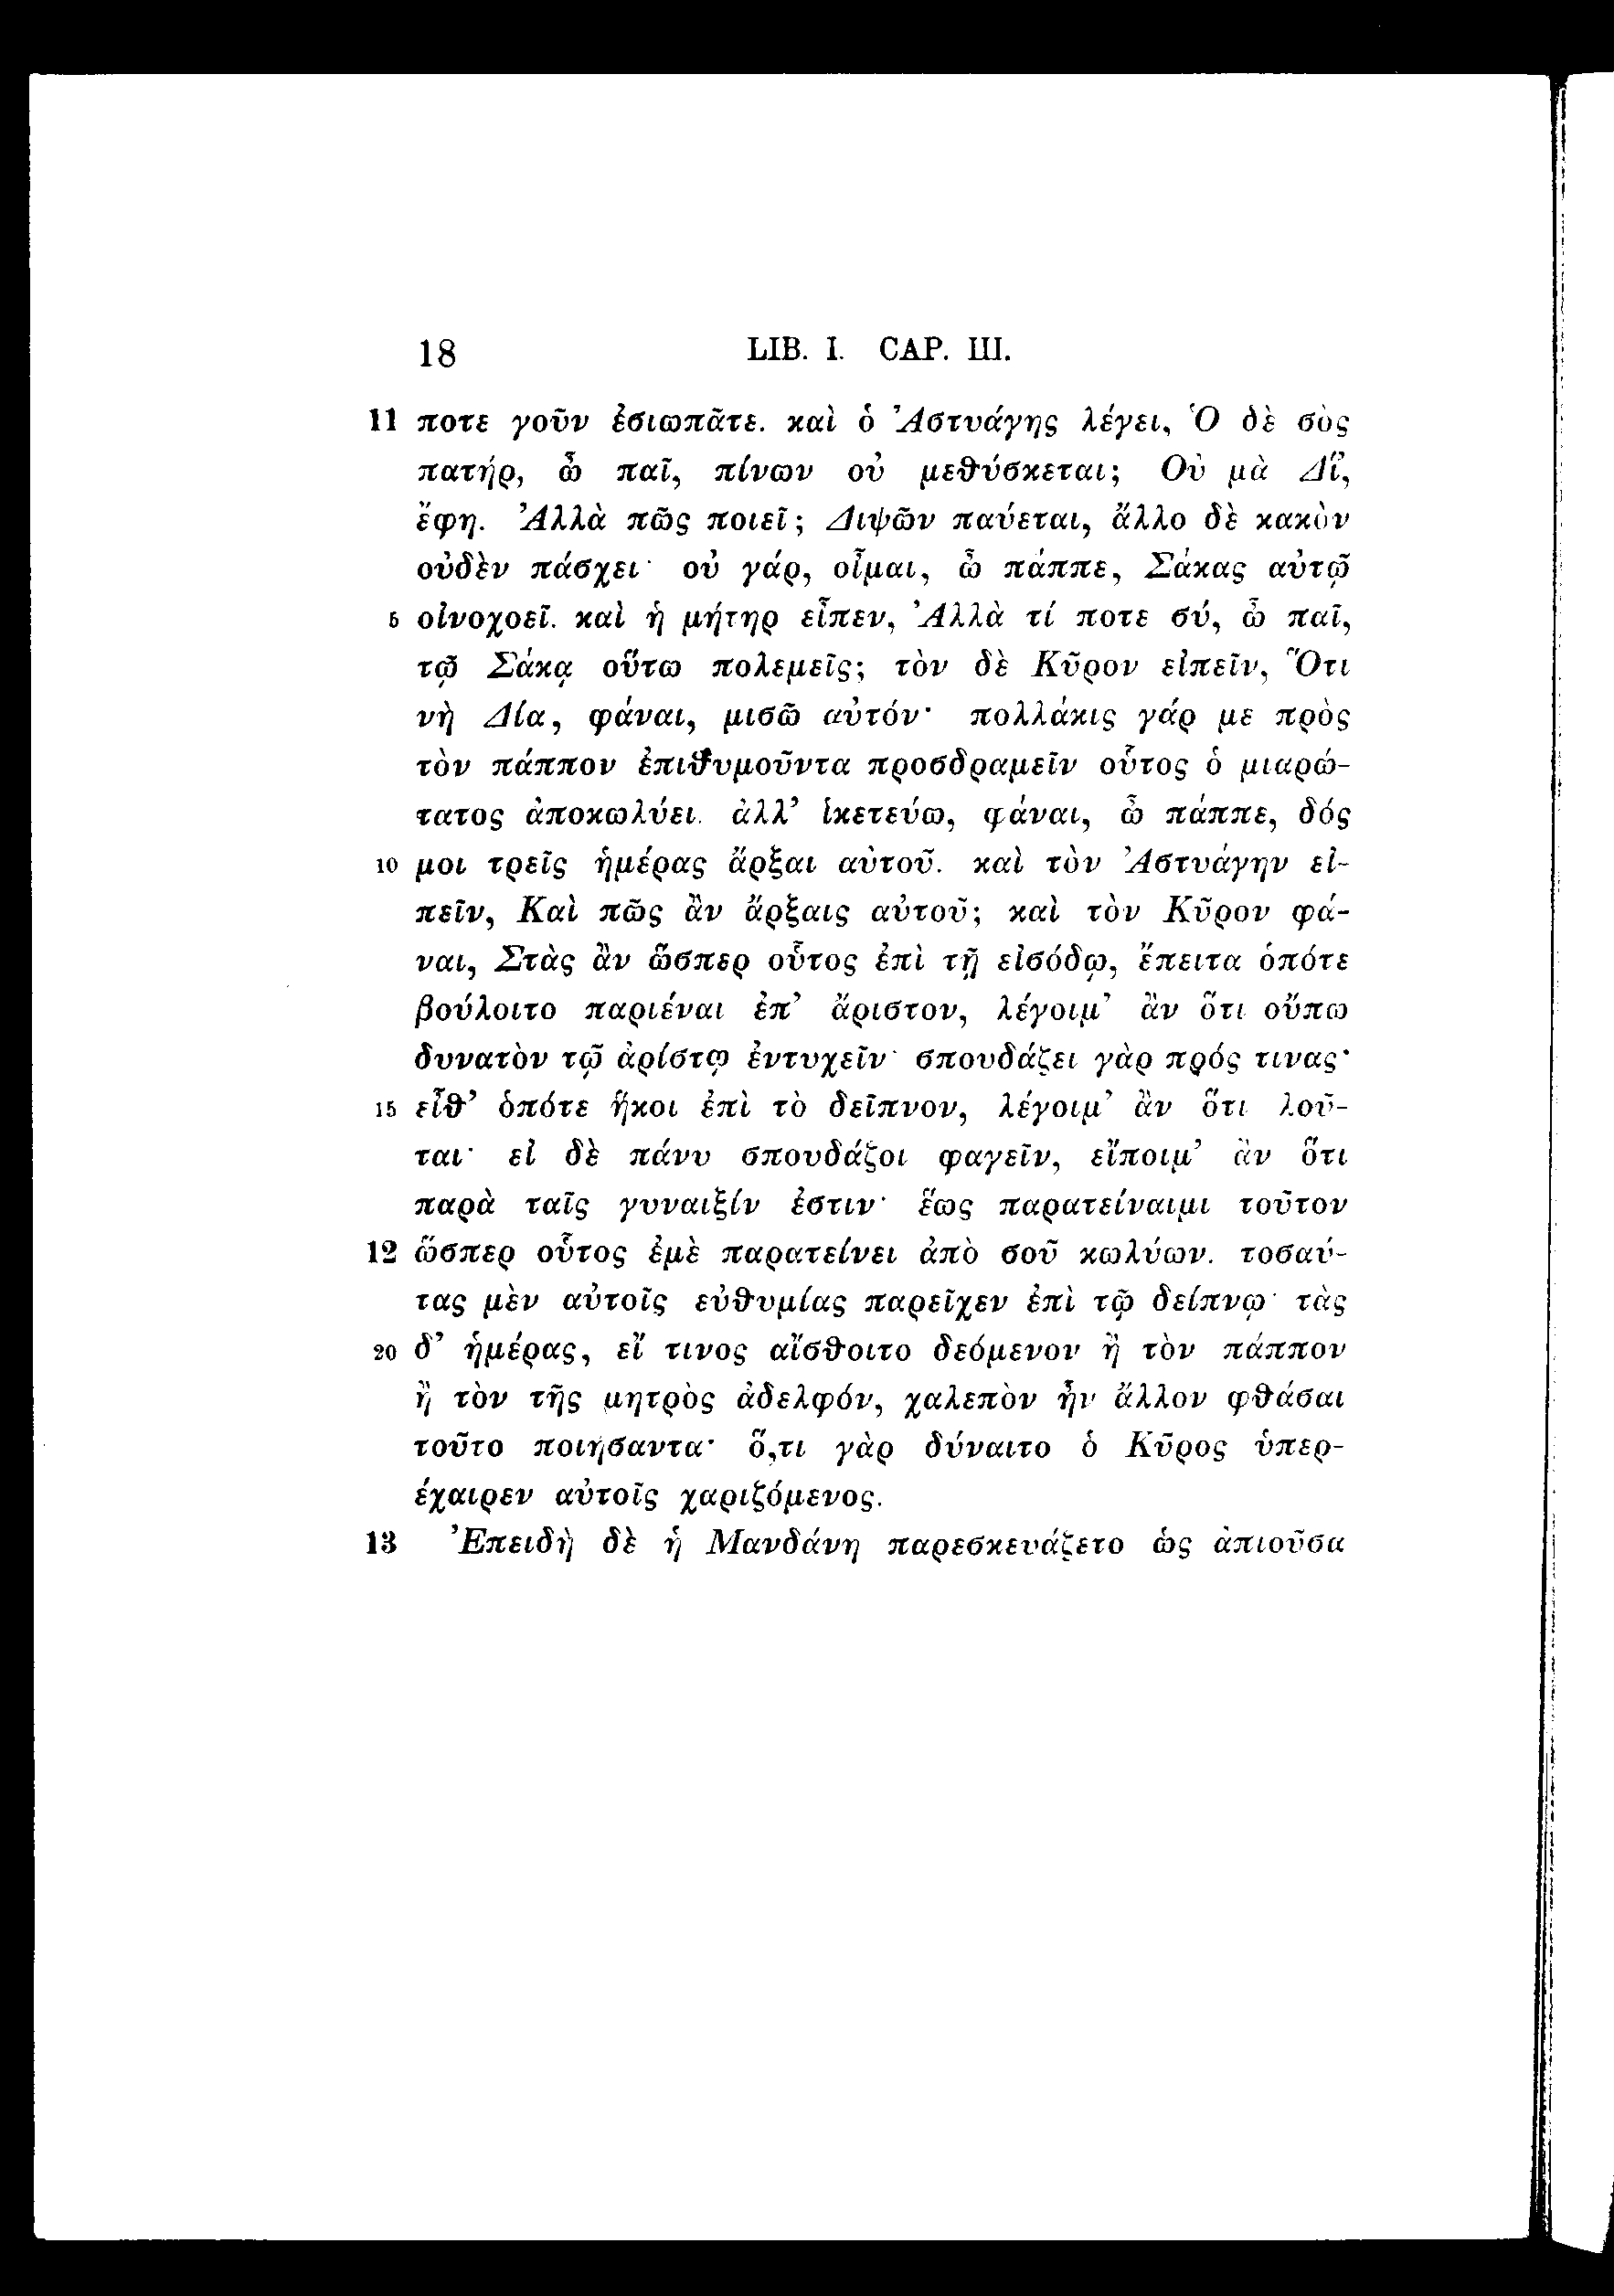 18 LIB. I. CAP. III.
11 ποτε γοῦν ἐσιωπᾶτε. καὶ ὁ Ἀστυάγης λέγει, Ὁ δὲ σὸς
πατήρ, ὦ παῖ, πίνων οὐ μεθύσκεται; Οὐ μὰ Δΐ,
ἔφη. Ἀλλὰ πῶς ποιεῖ; Διψῶν παύεται, ἄλλο δὲ κακὸν
οὐδὲν πάσχει· οὐ γάρ, οἶμαι, ὦ πάππε, Σάκας αὐτῷ
5 οἰνοχοεῖ. καὶ ἡ μήτηρ εἶπεν, Ἀλλὰ τί ποτε σύ, ὦ παῖ,
τῷ Σάκᾳ οὕτω πολεμεῖς; τὸν δὲ Κῦρον εἰπεῖν, Ὅτι
νὴ Δία, φάναι, μισῶ αὐτόν· πολλάκις γάρ με πρὸς
τὸν πάππον ἐπιθυμοῦντα προσδραμεῖν οὗτος ὁ μιαρώ-
τατος ἀποκωλύει. ἀλλ’ ἱκετεύω, φάναι, ὦ πάππε, δός
10 μοι τρεῖς ἡμέρας ἄρξαι αὐτοῦ. καὶ τὸν Ἀστυάγην εἰ-
πεῖν, Καὶ πῶς ἂν ἄρξαις αὐτοῦ; καὶ τὸν Κῦρον φά-
ναι, Στὰς ἂν ὥσπερ οὗτος ἐπὶ τῇ εἰσόδῳ, ἔπειτα ὁπότε
βούλοιτο παριέναι ἐπ’ ἄριστον, λέγοιμ’ ἂν ὅτι οὔπω
δυνατὸν τῷ ἀρίστῳ ἐντυχεῖν· σπουδάζει γὰρ πρός τινας·
15 εἶθ’ ὁπότε ἥκοι ἐπὶ τὸ δεῖπνον, λέγοιμ’ ἂν ὅτι λοῦ-
ται· εἰ δὲ πάνυ σπουδάζοι φαγεῖν, εἴποιμ’ ἂν ὅτι
παρὰ ταῖς γυναιξίν ἐστιν· ἕως παρατείναιμι τοῦτον
12 ὥσπερ οὗτος ἐμὲ παρατείνει ἀπὸ σοῦ κωλύων. τοσαύ-
τας μὲν αὐτοῖς εὐθυμίας παρεῖχεν ἐπὶ τῷ δείπνῳ· τὰς
20 δ’ ἡμέρας, εἴ τινος αἴσθοιτο δεόμενον ἢ τὸν πάππον
ἢ τὸν τῆς μητρὸς ἀδελφόν, χαλεπὸν ἦν ἄλλον φθάσαι
τοῦτο ποιήσαντα· ὅ,τι γὰρ δύναιτο ὁ Κῦρος ὑπερ-
έχαιρεν αὐτοῖς χαριζόμενος.
13 Ἐπειδὴ δὲ ἡ Μανδάνη παρεσκευάζετο ὡς ἀπιοῦσα